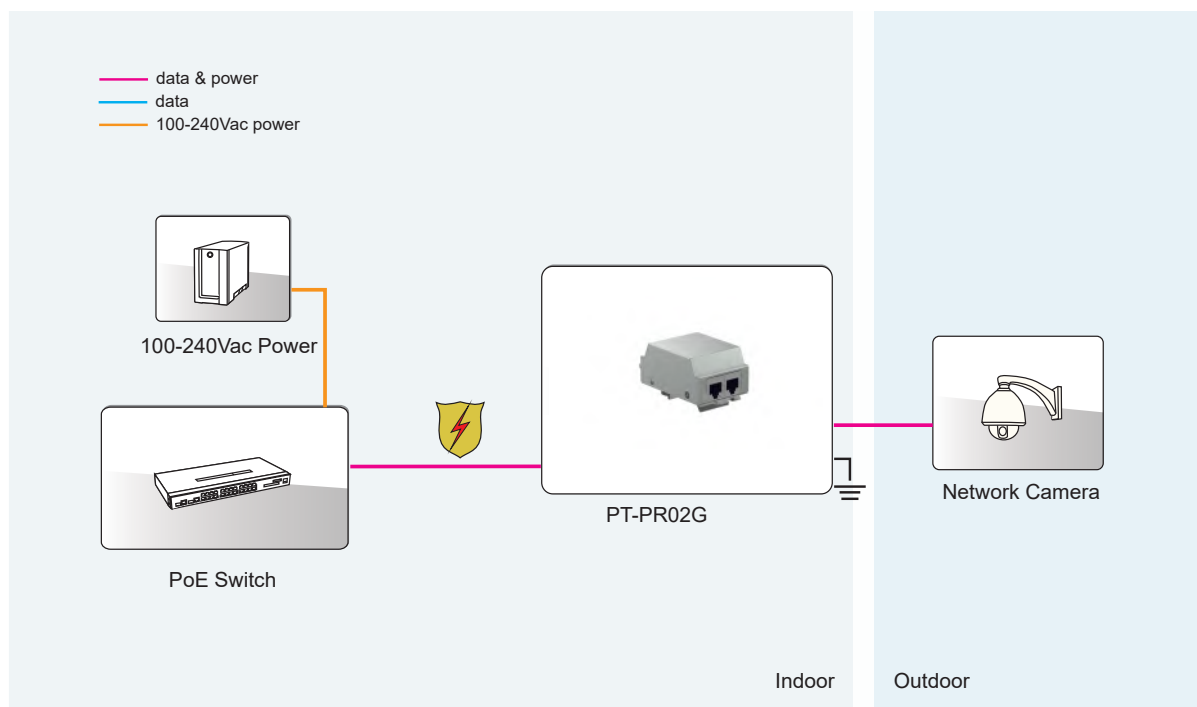 data & power
data
100-240Vac power
100-240Vac Power
PoE Switch
PT-PR02G
Network Camera
Indoor
Outdoor